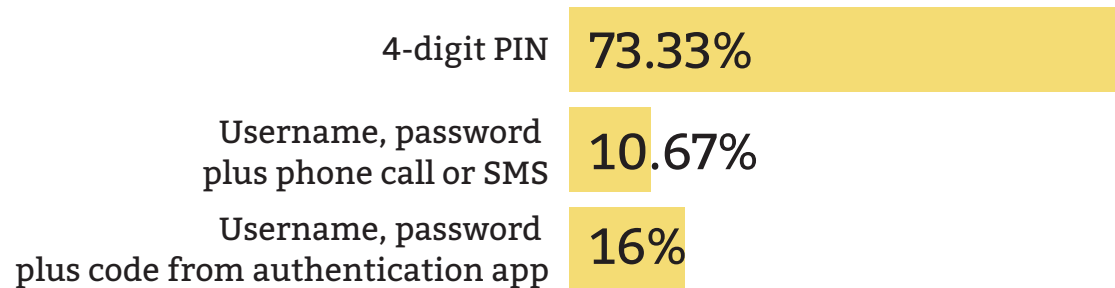 4-digit PIN 73.33%
Username, password
plus phone call or SMS
10.67%
Username, password
plus code from authentication app
16%